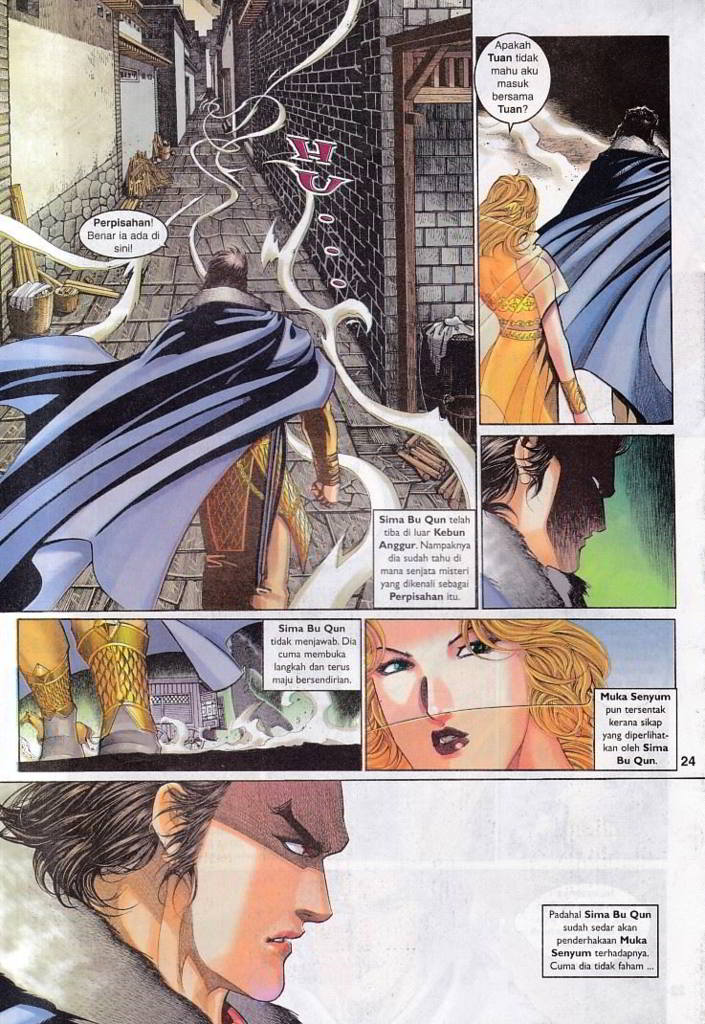 Perpisahan!
Benar ia ada di
sini!
HU o o o o
Sima Bu Qun telah
tiba di luar Kebun
Anggur. Nampaknya
dia sudah tahu di
mana senjata misteri
yang dikenali sebagai
Perpisahan itu.
Apakah
Tuan tidak
mahu aku
masuk
bersama
Tuan?
Sima Bu Qun
tidak menjawab. Dia
cuma membuka
langkah dan terus
maju bersendirian.
Muka Senyum
pun tersentak
kerana sikap
yang diperlihat-
kan oleh Sima
Bu Qun.
24
Padahal Sima Bu Qun
sudah sedar akan
penderhakaan Muka
Senyum terhadapnya.
Cuma dia tidak faham ...